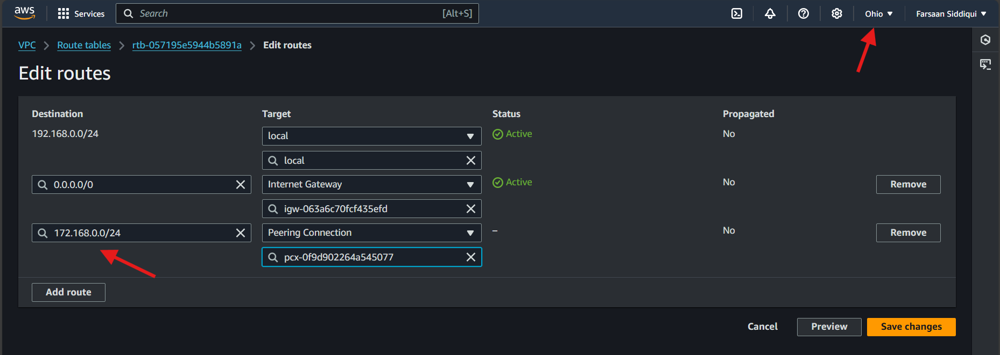 aws Services Search [Alt+S] Ohio Farsaan Siddiqui
VPC Route tables rtb-057195e5944b5891a Edit routes
Edit routes
Destination Target Status Propagated
192.168.0.0/24 local Active No
local
0.0.0.0/0 Internet Gateway Active No Remove
igw-063a6c70fcf435efd
172.168.0.0/24 Peering Connection – No Remove
pcx-0f9d902264a545077
Add route
Cancel Preview Save changes